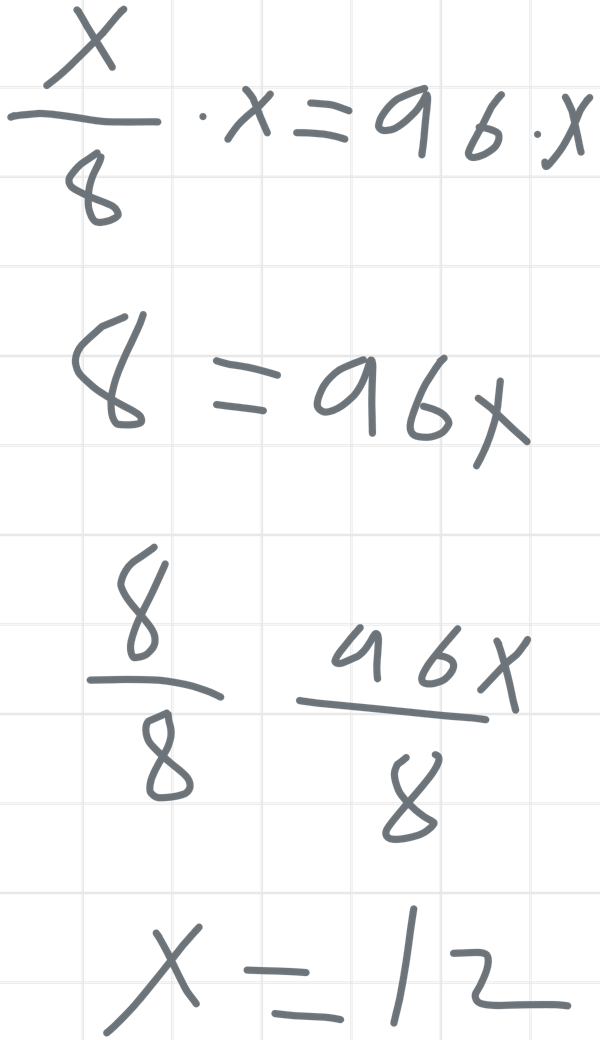 x/8 · x = 96 · x
8 = 96x
8/8 96x/8
x = 12